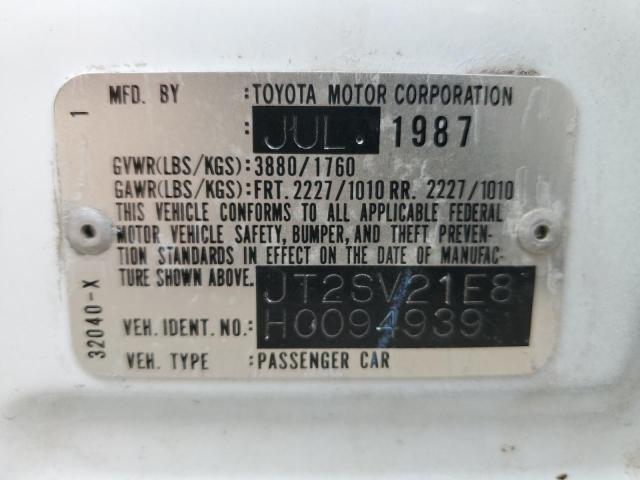 MFD. BY :TOYOTA MOTOR CORPORATION
:JUL. 1987
GVWR(LBS/KGS):3880/1760
GAWR(LBS/KGS):FRT. 2227/1010 RR. 2227/1010
THIS VEHICLE CONFORMS TO ALL APPLICABLE FEDERAL
MOTOR VEHICLE SAFETY, BUMPER, AND THEFT PREVEN-
TION STANDARDS IN EFFECT ON THE DATE OF MANUFAC-
TURE SHOWN ABOVE. JT2SV21E8
VEH. IDENT. NO.: H0094939
VEH. TYPE :PASSENGER CAR
32040-X
1